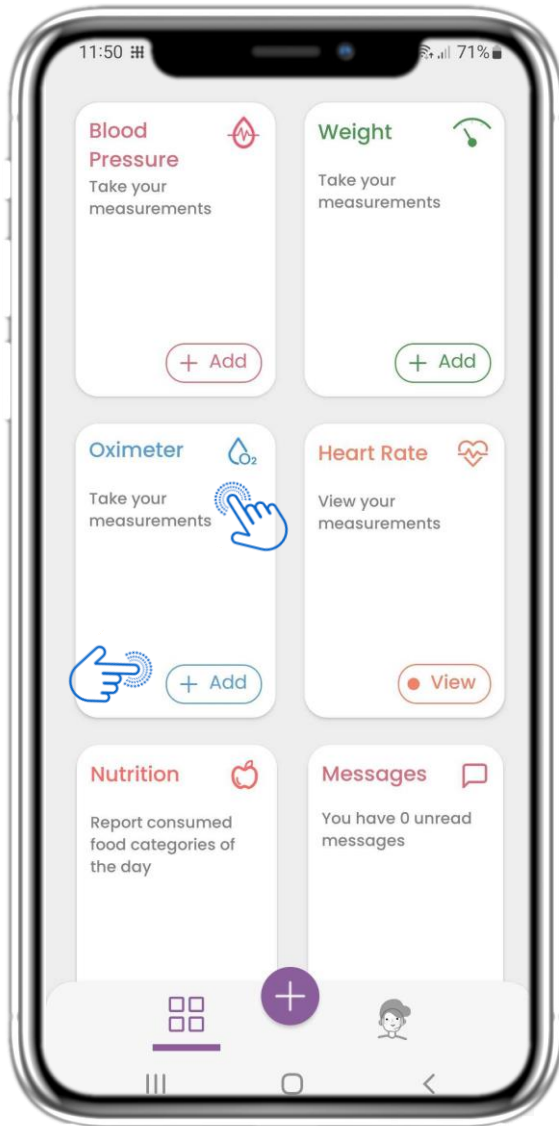 11:50
71%
Blood
Pressure
Take your
measurements
+ Add
Weight
Take your
measurements
+ Add
Oximeter
O2
Take your
measurements
+ Add
Heart Rate
View your
measurements
View
Nutrition
Report consumed
food categories of
the day
Messages
You have 0 unread
messages